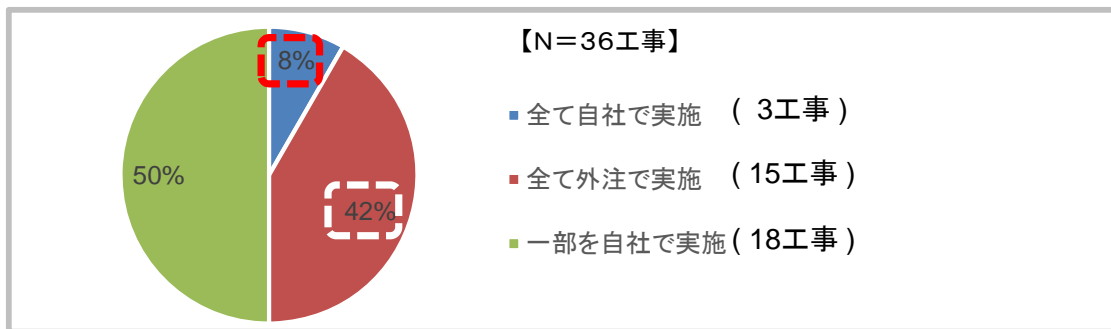 8%
50%
42%
【N＝36工事】
全て自社で実施 ( 3工事 )
全て外注で実施 ( 15工事 )
一部を自社で実施 ( 18工事 )